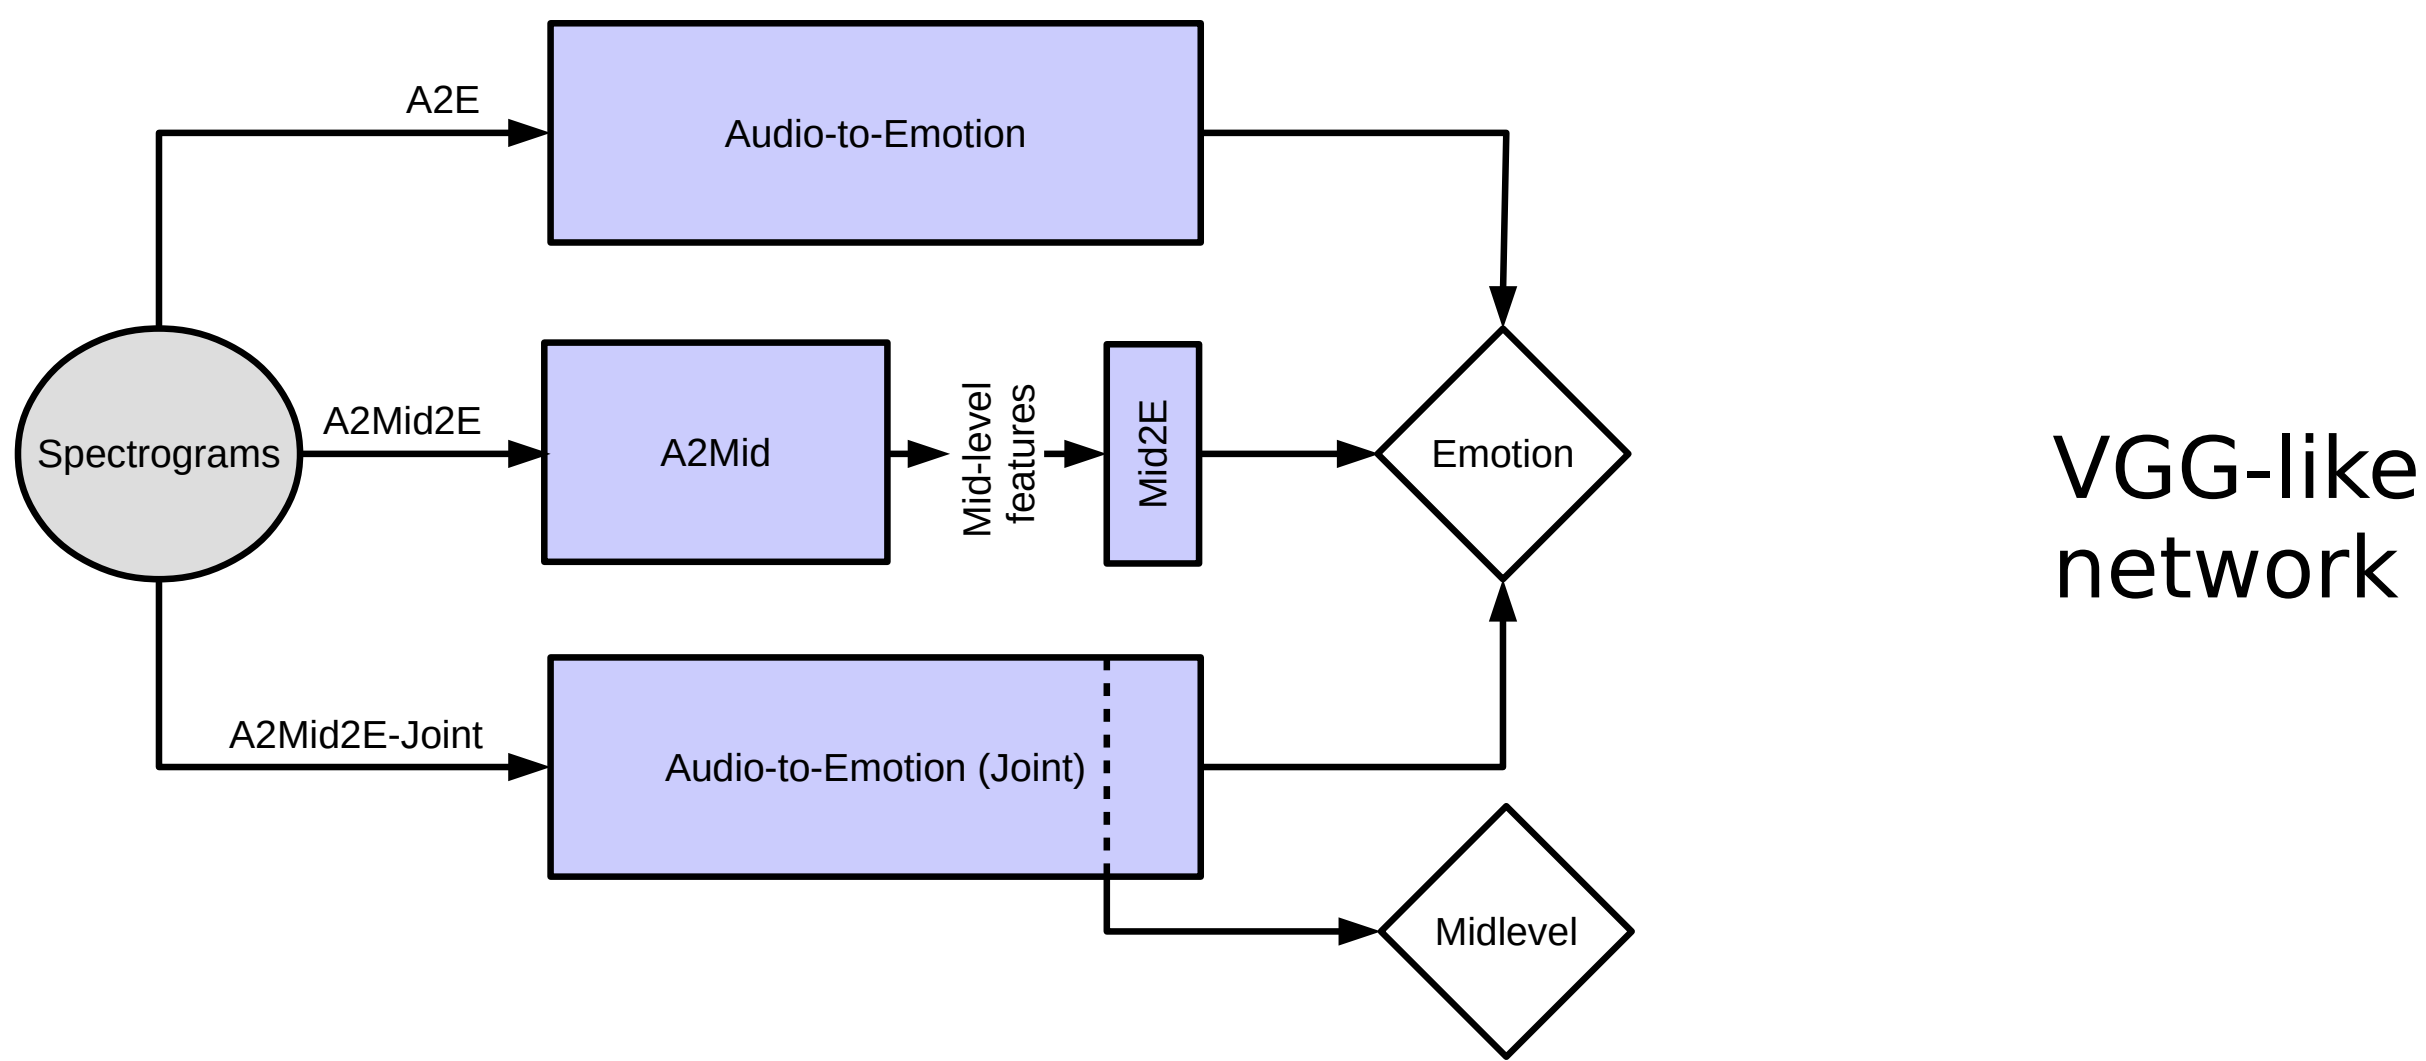 A2E
Audio-to-Emotion
Spectrograms
A2Mid2E
A2Mid
Mid-level
features
Mid2E
Emotion
VGG-like
network
A2Mid2E-Joint
Audio-to-Emotion (Joint)
Midlevel